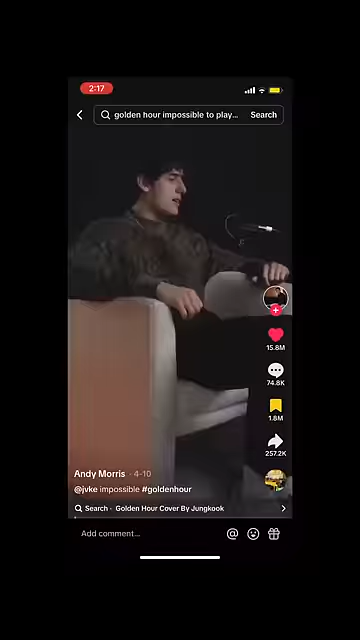 2:17
golden hour impossible to play... Search
15.8M
74.8K
1.8M
257.2K
Andy Morris · 4-10
@jvke impossible #goldenhour
Search · Golden Hour Cover By Jungkook
Add comment...